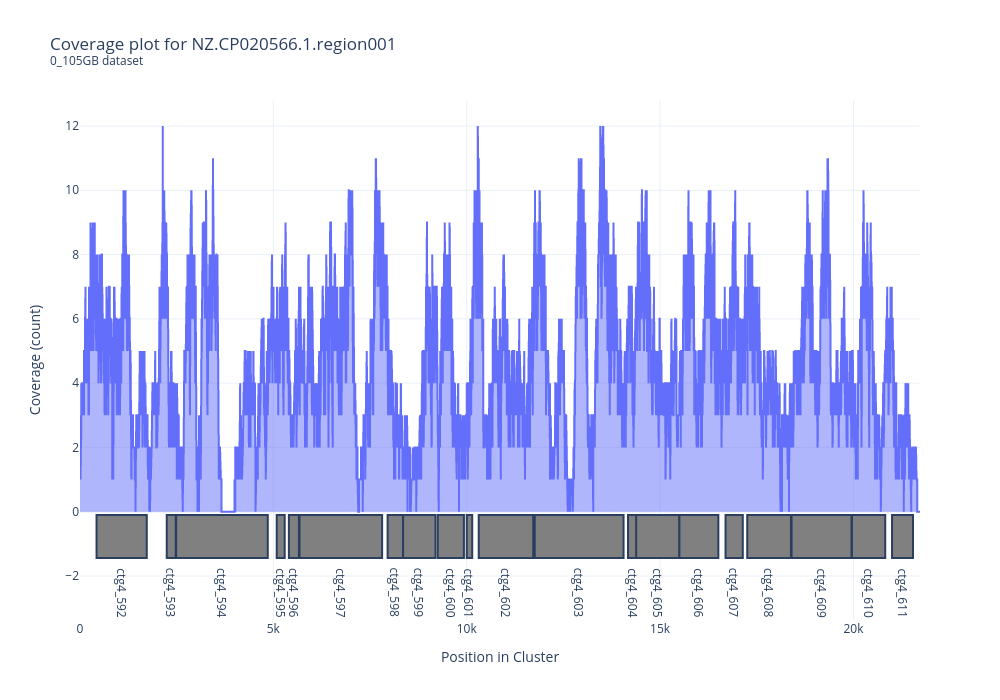 Coverage plot for NZ.CP020566.1.region001
0_105GB dataset
12
10
8
6
4
2
0
−2
Coverage (count)
ctg4_592
ctg4_593
ctg4_594
ctg4_595
ctg4_596
ctg4_597
ctg4_598
ctg4_599
ctg4_600
ctg4_601
ctg4_602
ctg4_603
ctg4_604
ctg4_605
ctg4_606
ctg4_607
ctg4_608
ctg4_609
ctg4_610
ctg4_611
0 5k 10k 15k 20k
Position in Cluster